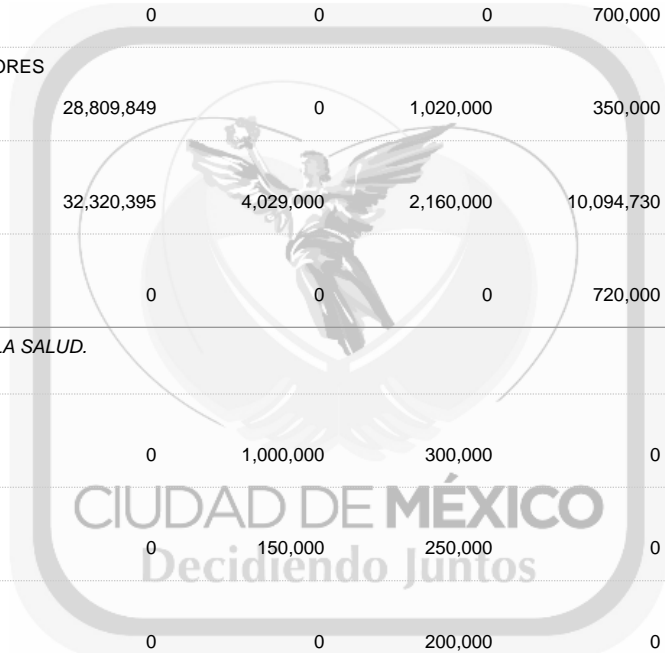 0 0 0 700,000
ORES
28,809,849 0 1,020,000 350,000
32,320,395 4,029,000 2,160,000 10,094,730
0 0 0 720,000
LA SALUD.
0 1,000,000 300,000 0
CIUDAD DE MÉXICO
0 150,000 250,000 0
Decidiendo Juntos
0 0 200,000 0